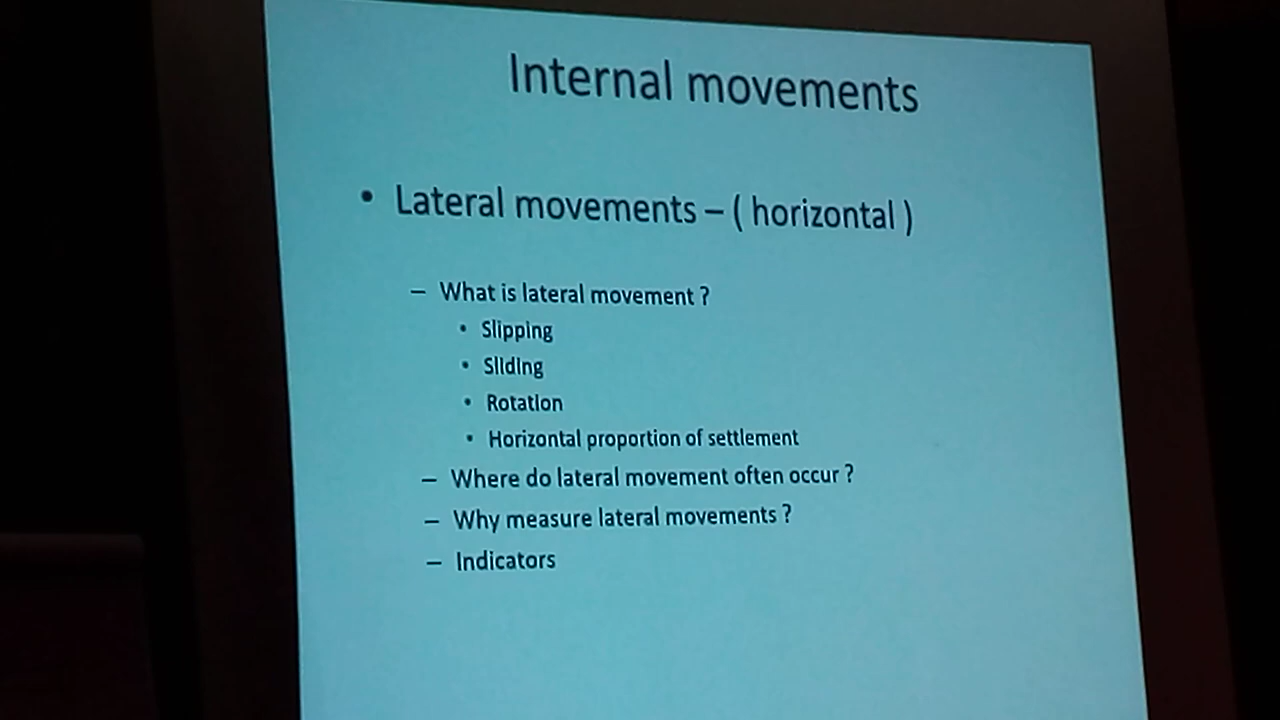 Internal movements
• Lateral movements – ( horizontal )
– What is lateral movement ?
• Slipping
• Sliding
• Rotation
• Horizontal proportion of settlement
– Where do lateral movement often occur ?
– Why measure lateral movements ?
– Indicators